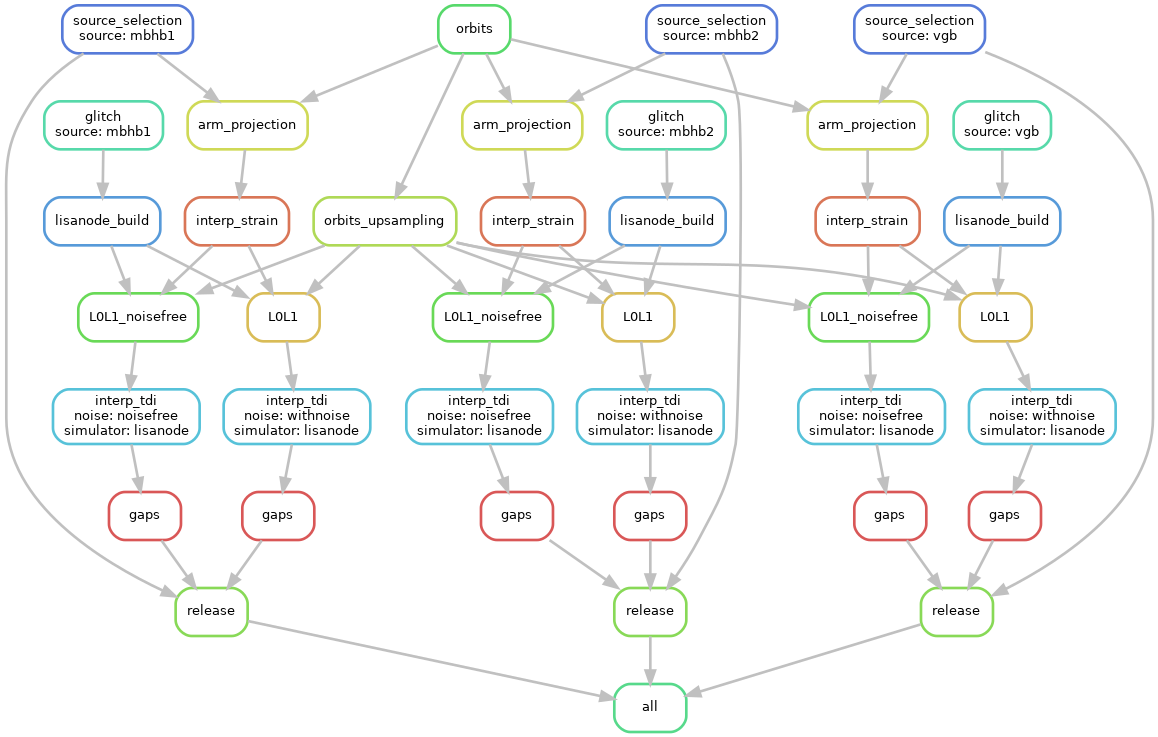 source_selection
source: mbhb1
orbits
source_selection
source: mbhb2
source_selection
source: vgb
glitch
source: mbhb1
arm_projection
arm_projection
glitch
source: mbhb2
arm_projection
glitch
source: vgb
lisanode_build
interp_strain
orbits_upsampling
interp_strain
lisanode_build
interp_strain
lisanode_build
L0L1_noisefree
L0L1
L0L1_noisefree
L0L1
L0L1_noisefree
L0L1
interp_tdi
noise: noisefree
simulator: lisanode
interp_tdi
noise: withnoise
simulator: lisanode
interp_tdi
noise: noisefree
simulator: lisanode
interp_tdi
noise: withnoise
simulator: lisanode
interp_tdi
noise: noisefree
simulator: lisanode
interp_tdi
noise: withnoise
simulator: lisanode
gaps
gaps
gaps
gaps
gaps
gaps
release
release
release
all